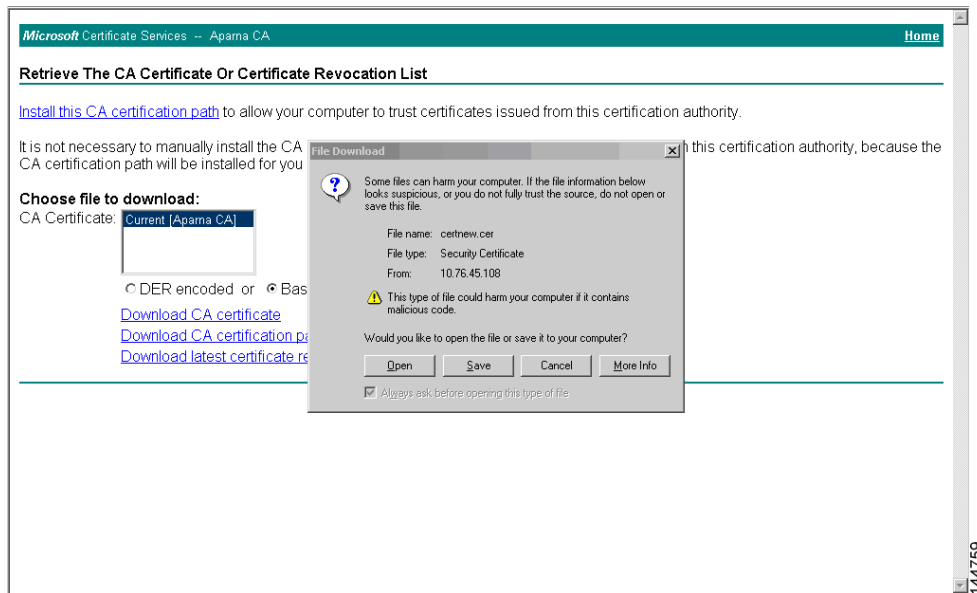 Microsoft Certificate Services -- Aparna CA Home
Retrieve The CA Certificate Or Certificate Revocation List
Install this CA certification path to allow your computer to trust certificates issued from this certification authority.
It is not necessary to manually install the CA
this certification authority, because the
CA certification path will be installed for you
Choose file to download:
CA Certificate: Current [Aparna CA]
DER encoded or
Download CA certificate
Download CA certification
Download latest certificate
File Download
Some files can harm your computer. If the file information below
looks suspicious, or you do not fully trust the source, do not open or
save this file.
File name: certnew.cer
File type: Security Certificate
From: 10.76.45.108
This type of file could harm your computer if it contains
malicious code.
Would you like to open the file or save it to your computer?
Open Save Cancel More Info
Always ask before opening this type of file
144759